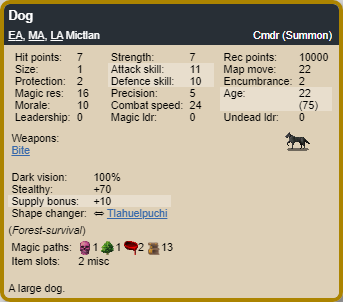 Dog
EA, MA, LA Mictlan Cmdr (Summon)
Hit points: 7 Strength: 7 Rec points: 10000
Size: 1 Attack skill: 11 Map move: 22
Protection: 2 Defence skill: 10 Encumbrance: 2
Magic res: 16 Precision: 5 Age: 22
Morale: 10 Combat speed: 24 (75)
Leadership: 0 Magic ldr: 0 Undead ldr: 0
Weapons:
Bite
Dark vision: 100%
Stealthy: +70
Supply bonus: +10
Shape changer: ⇔ Tlahuelpuchi
(Forest-survival)
Magic paths: 1 1 2 13
Item slots: 2 misc
A large dog.